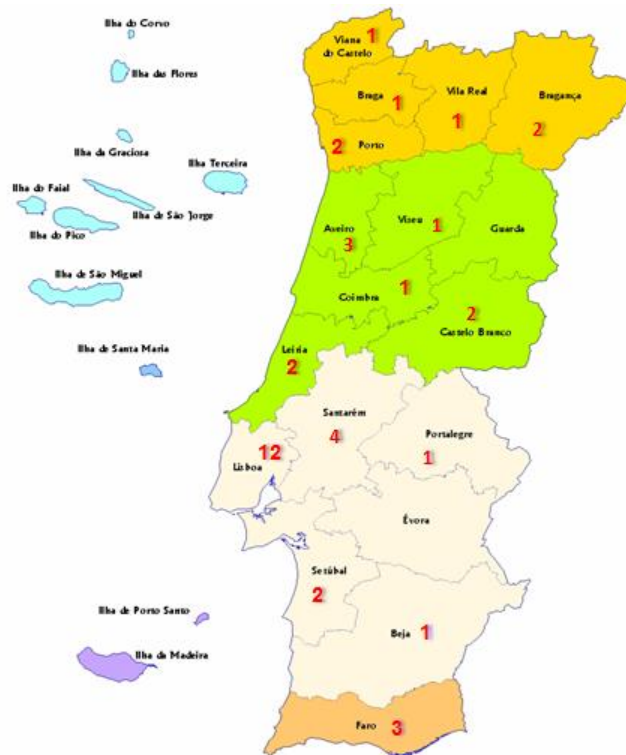 Ilha do Corvo
Ilha das Flores
Ilha da Graciosa
Ilha Terceira
Ilha do Faial
Ilha de São Jorge
Ilha do Pico
Ilha de São Miguel
Ilha de Santa Maria
Ilha de Porto Santo
Ilha da Madeira
Viana
do Castelo
1
Braga
1
Vila Real
1
Bragança
2
2
Porto
Aveiro
3
Viseu
1
Guarda
Coimbra
1
2
Castelo Branco
Leiria
2
Santarém
4
Portalegre
1
12
Lisboa
Évora
Setúbal
2
Beja
1
Faro
3